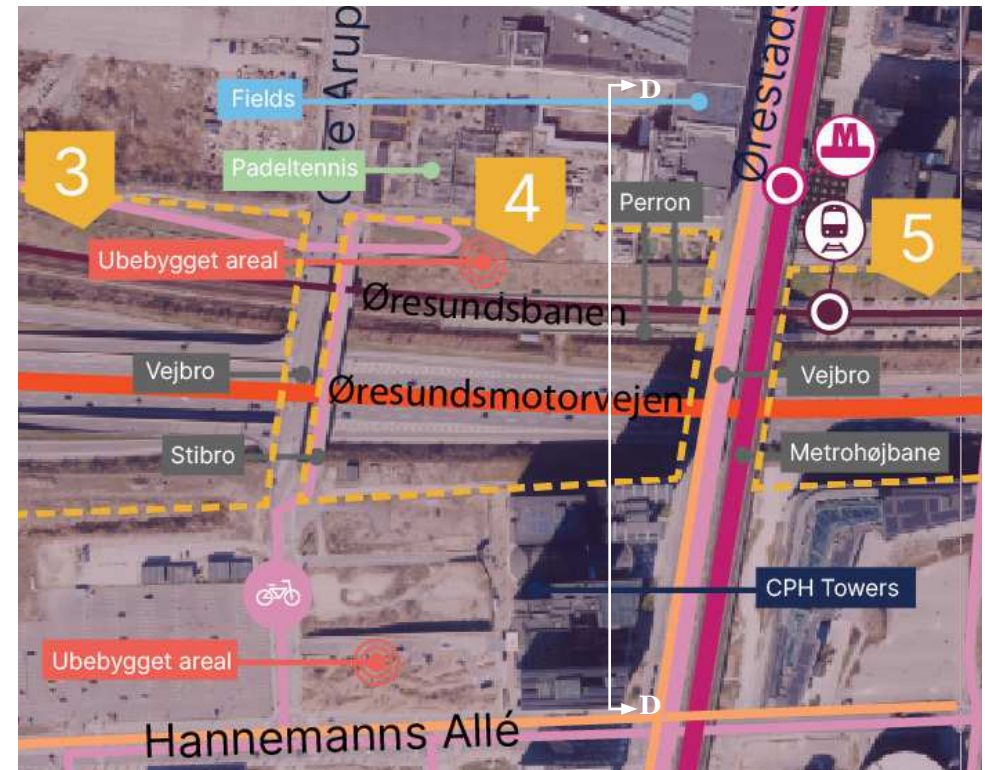 Ove Arup
Ørestads
D
Fields
Padeltennis
3
4
5
M
Perron
Ubebygget areal
Øresundsbanen
Vejbro
Øresundsmotorvejen
Vejbro
Stibro
Metrohøjbane
CPH Towers
Ubebygget areal
D
Hannemanns Allé